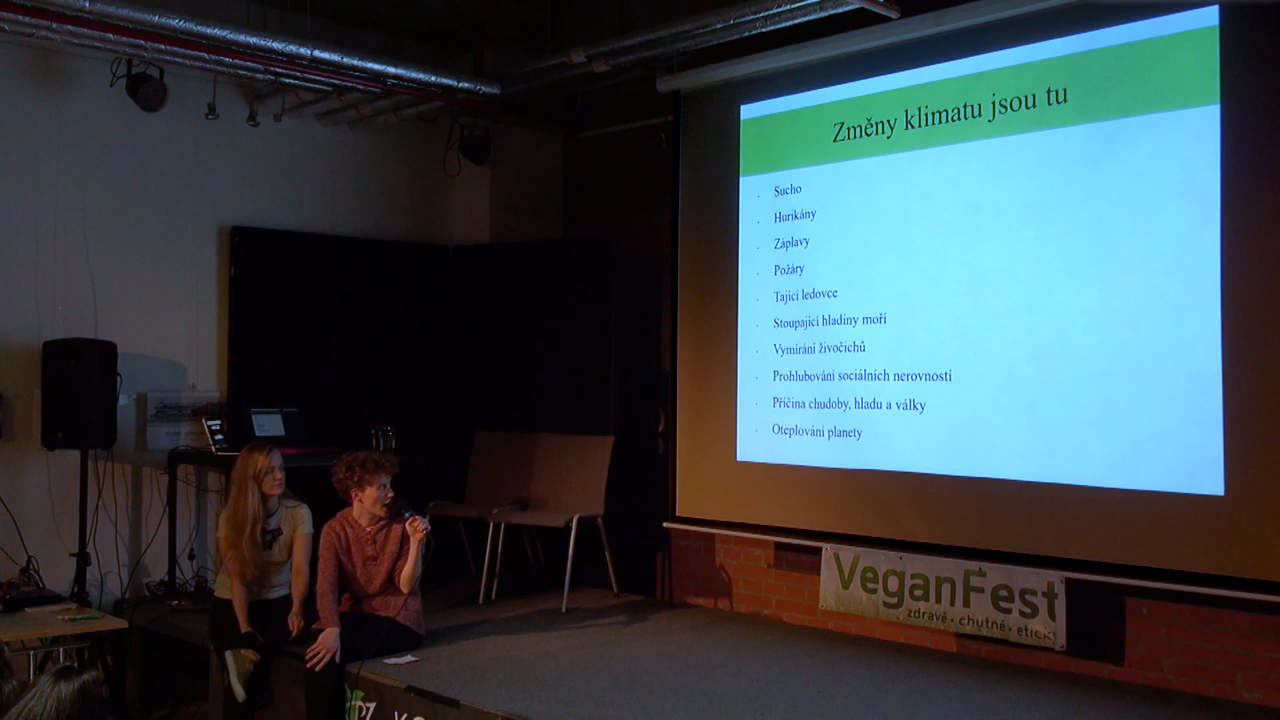 Změny klimatu jsou tu
Sucho
Hurikány
Záplavy
Požáry
Tající ledovce
Stoupající hladiny moří
Vymírání živočichů
Prohlubování sociálních nerovností
Příčina chudoby, hladu a války
Oteplování planety
VeganFest
zdravě • chutně • eticky